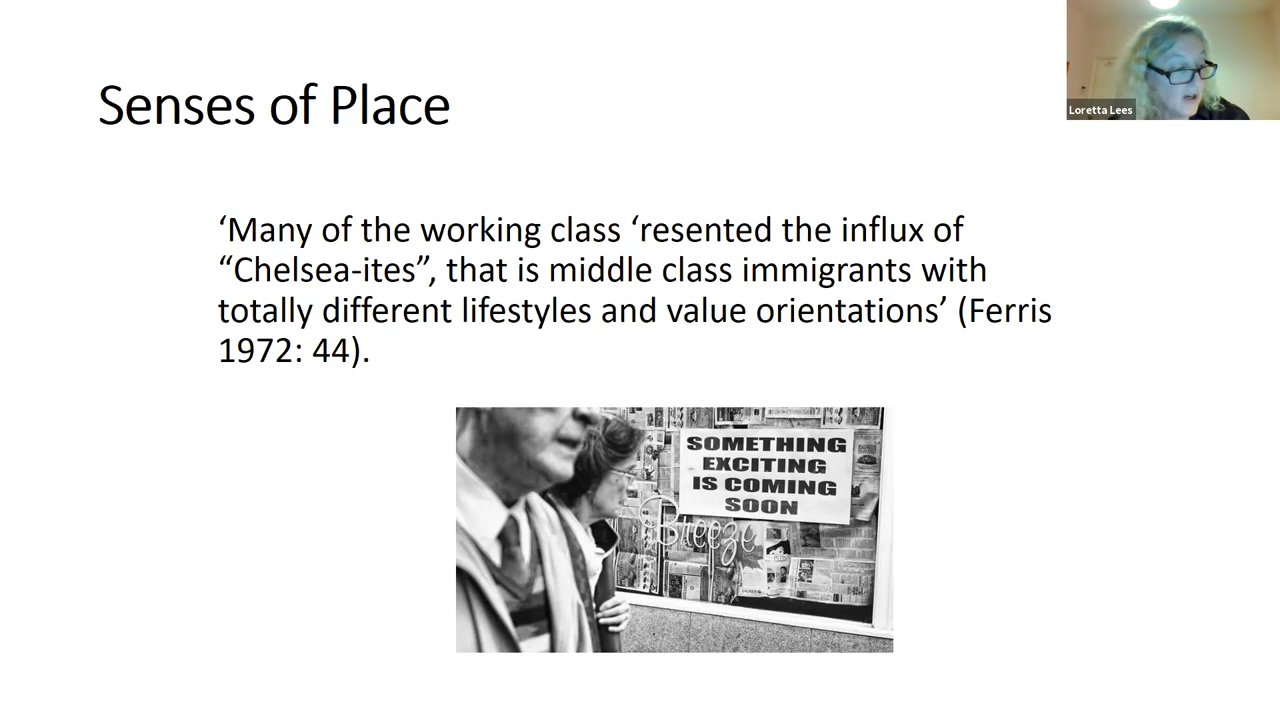 Senses of Place
Loretta Lees
‘Many of the working class ‘resented the influx of
“Chelsea-ites”, that is middle class immigrants with
totally different lifestyles and value orientations’ (Ferris
1972: 44).
SOMETHING
EXCITING
IS COMING
SOON
Breeze